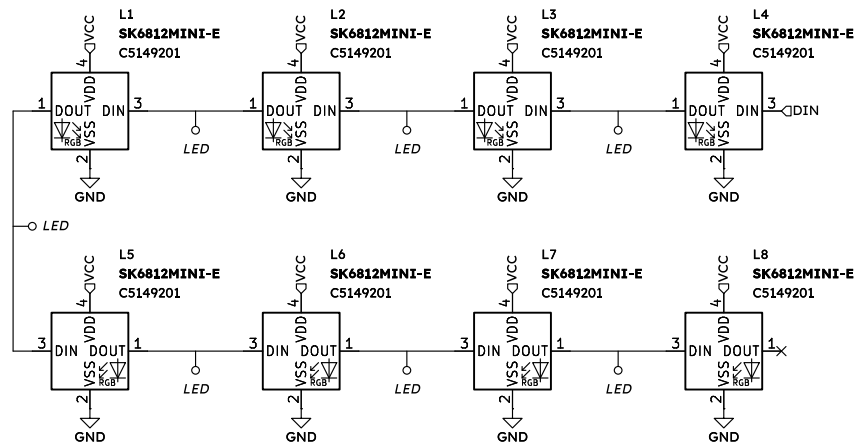 L1
SK6812MINI-E
C5149201
VCC
4
VDD
1
DOUT
DIN
3
RGB
VSS
2
GND
LED
L2
SK6812MINI-E
C5149201
VCC
4
VDD
1
DOUT
DIN
3
RGB
VSS
2
GND
LED
L3
SK6812MINI-E
C5149201
VCC
4
VDD
1
DOUT
DIN
3
RGB
VSS
2
GND
LED
L4
SK6812MINI-E
C5149201
VCC
4
VDD
1
DOUT
DIN
3
DIN
RGB
VSS
2
GND
LED
L5
SK6812MINI-E
C5149201
VCC
4
VDD
3
DIN
DOUT
1
VSS
RGB
2
GND
LED
L6
SK6812MINI-E
C5149201
VCC
4
VDD
3
DIN
DOUT
1
VSS
RGB
2
GND
LED
L7
SK6812MINI-E
C5149201
VCC
4
VDD
3
DIN
DOUT
1
VSS
RGB
2
GND
LED
L8
SK6812MINI-E
C5149201
VCC
4
VDD
3
DIN
DOUT
1
VSS
RGB
2
GND